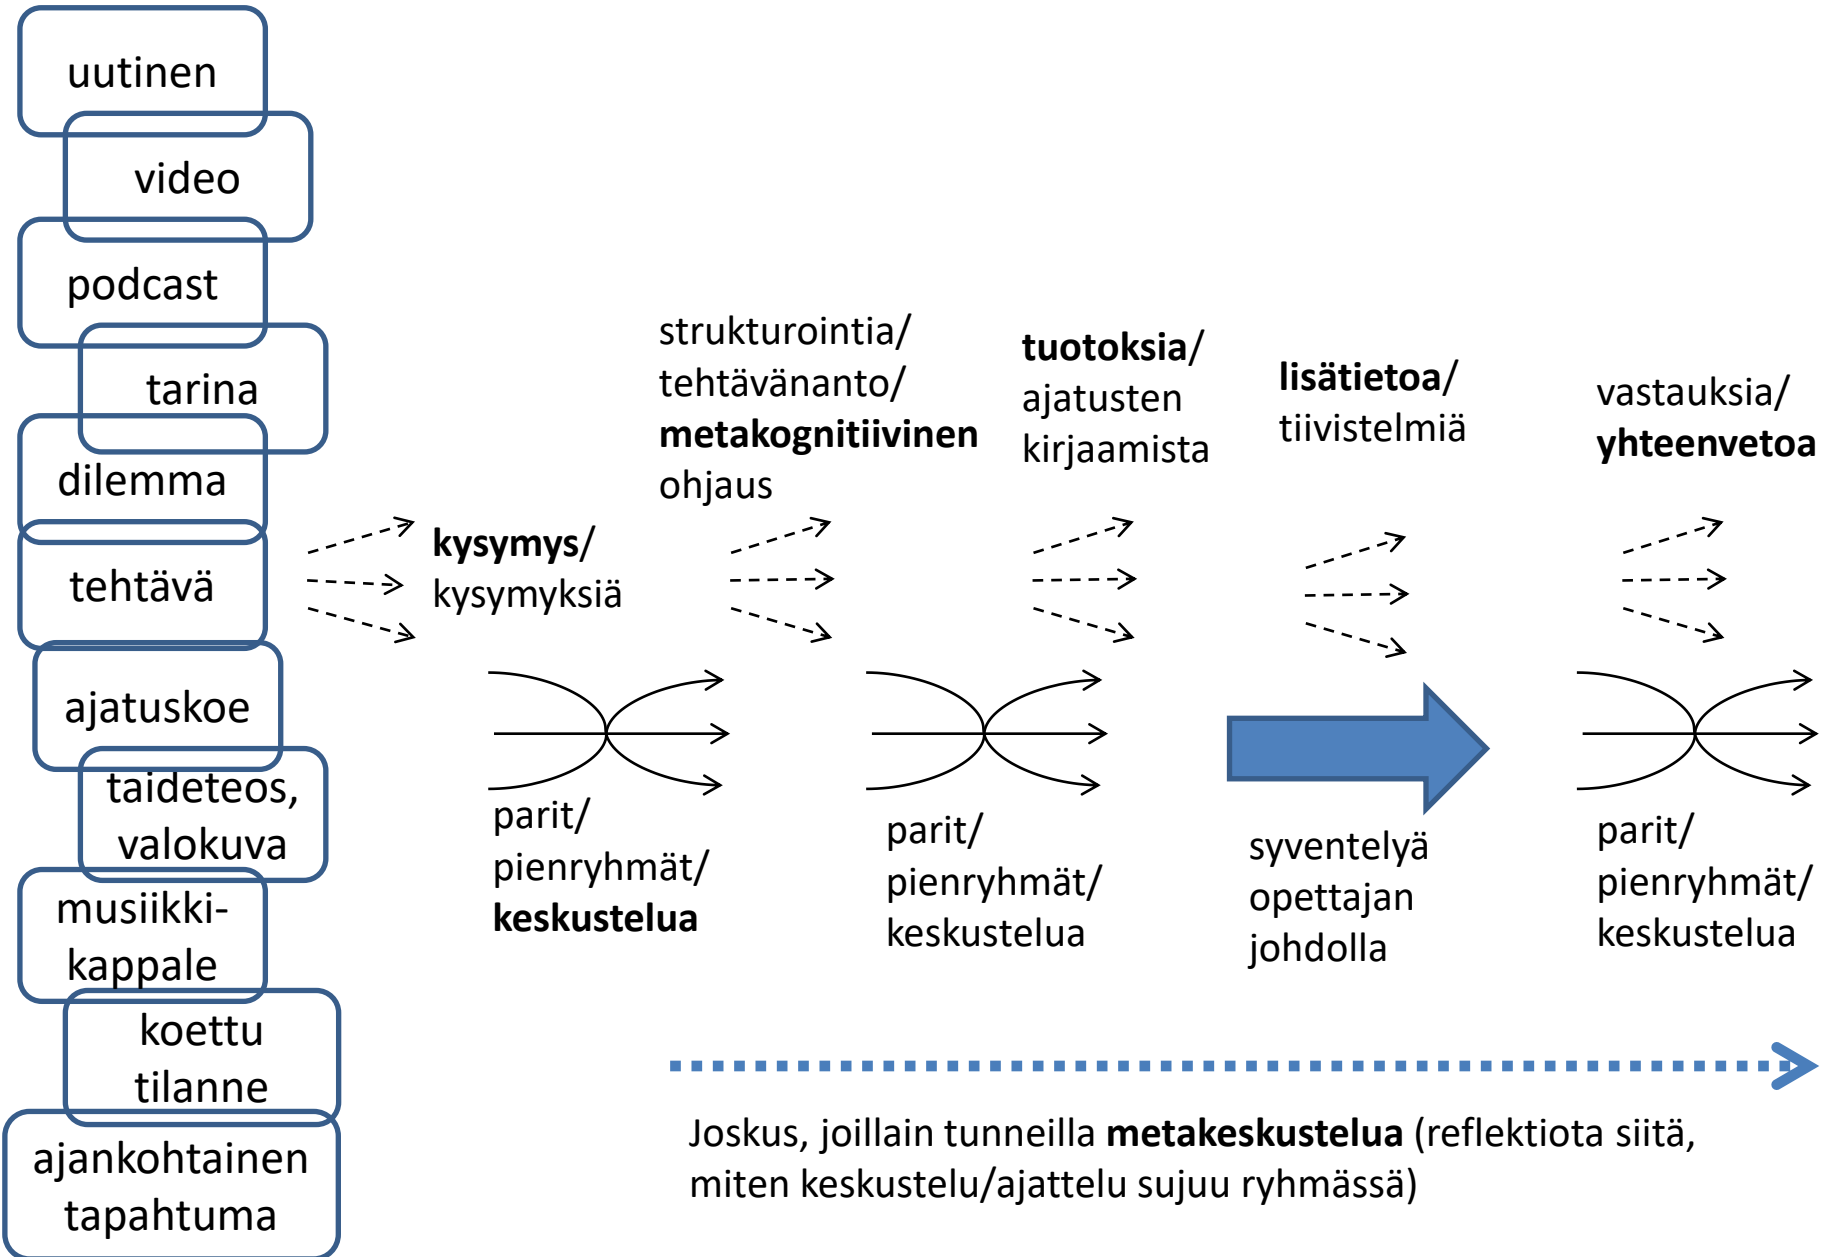 uutinen
video
podcast
tarina
dilemma
tehtävä
ajatuskoe
taideteos,
valokuva
musiikki-
kappale
koettu
tilanne
ajankohtainen
tapahtuma
kysymys/
kysymyksiä
parit/
pienryhmät/
keskustelua
strukturointia/
tehtävänanto/
metakognitiivinen
ohjaus
parit/
pienryhmät/
keskustelua
tuotoksia/
ajatusten
kirjaamista
lisätietoa/
tiivistelmiä
syventelyä
opettajan
johdolla
vastauksia/
yhteenvetoa
parit/
pienryhmät/
keskustelua
Joskus, joillain tunneilla metakeskustelua (reflektiota siitä,
miten keskustelu/ajattelu sujuu ryhmässä)